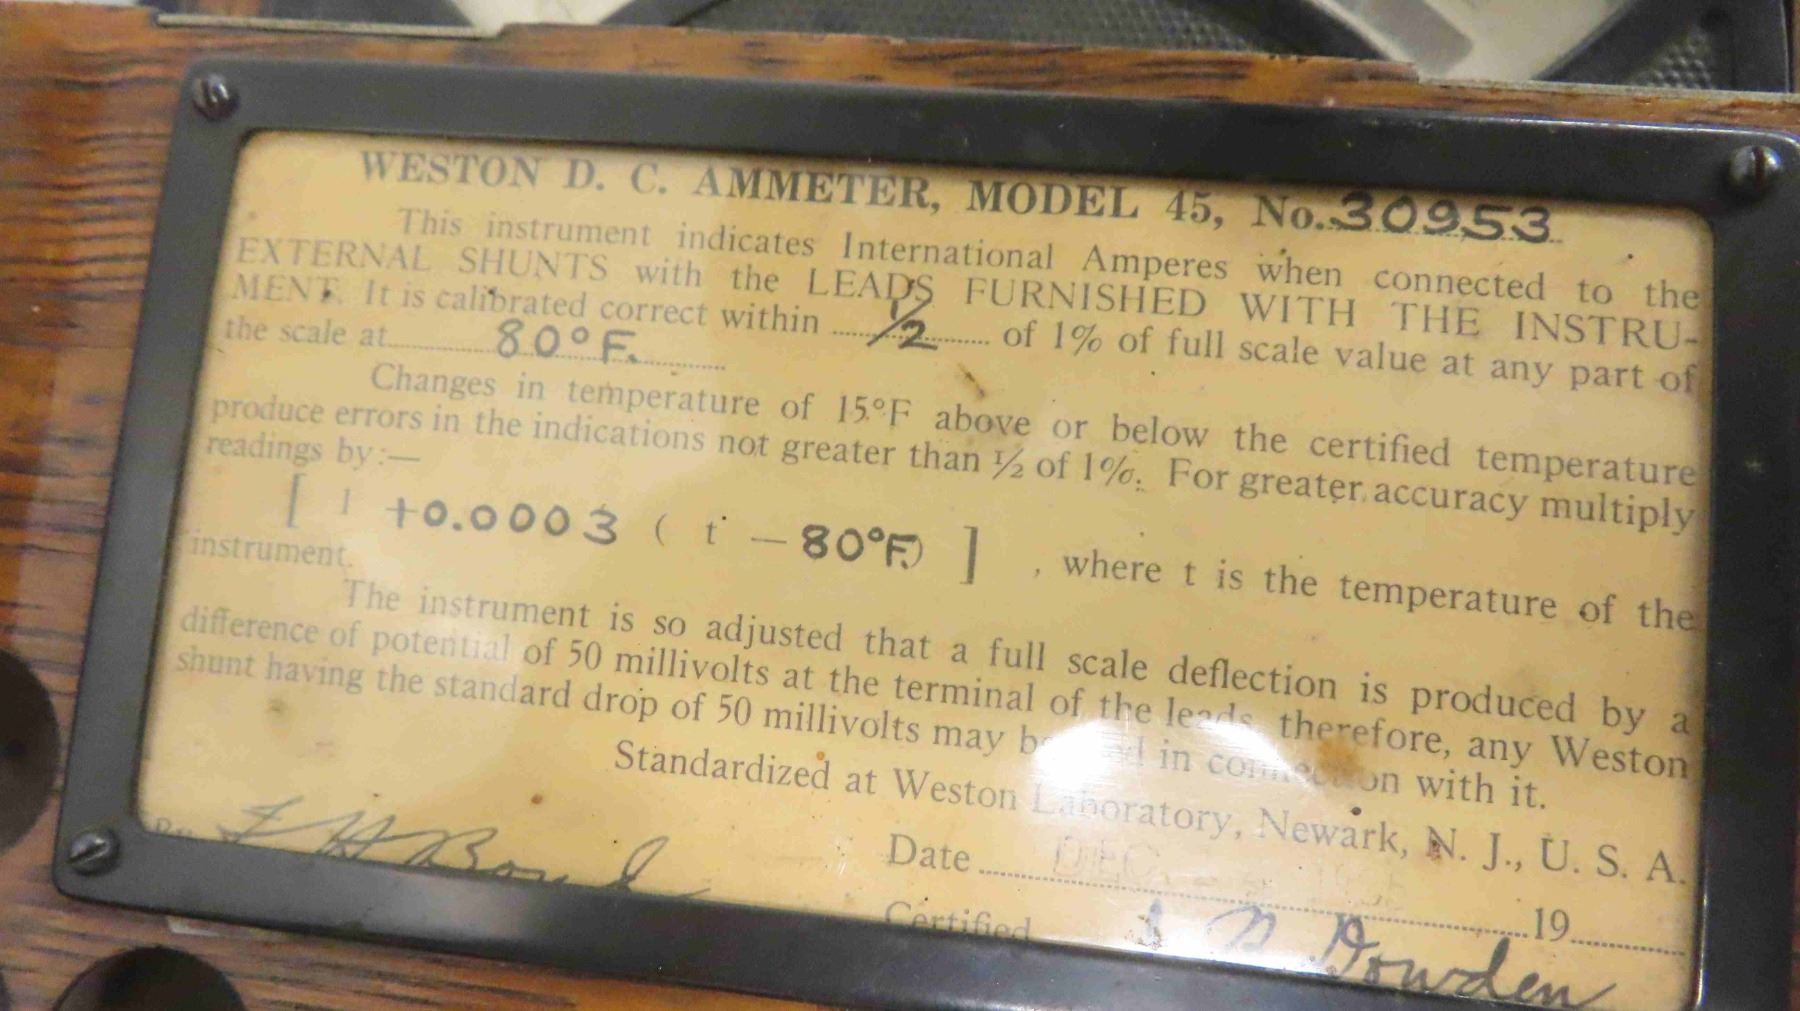 WESTON D. C. AMMETER, MODEL 45, No. 30953
This instrument indicates International Amperes when connected to the
EXTERNAL SHUNTS with the LEADS FURNISHED WITH THE INSTRU-
MENT. It is calibrated correct within 1/2 of 1% of full scale value at any part of
the scale at 80°F.
Changes in temperature of 15°F above or below the certified temperature
produce errors in the indications not greater than ½ of 1%. For greater accuracy multiply
readings by:—
[ 1 +0.0003 ( t — 80°F.) ] , where t is the temperature of the
instrument.
The instrument is so adjusted that a full scale deflection is produced by a
difference of potential of 50 millivolts at the terminal of the leads, therefore, any Weston
shunt having the standard drop of 50 millivolts may in connection with it.
Standardized at Weston Laboratory, Newark, N. J., U. S. A.
By
Date DEC 19
Certified Dowden